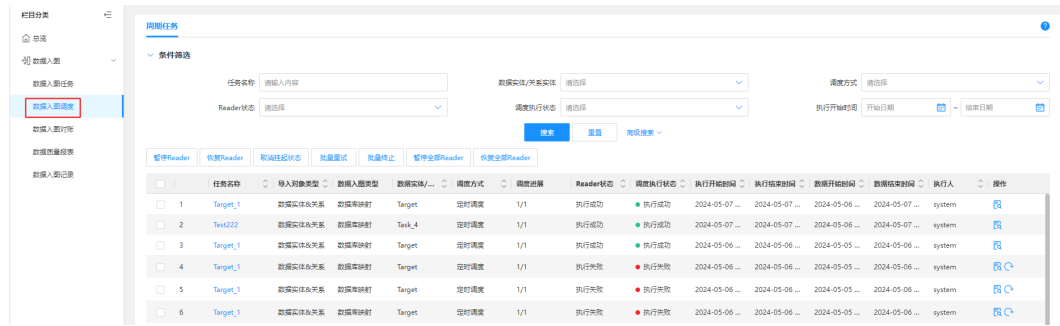 栏目分类
总览
数据入图
数据入图任务
数据入图调度
数据入图对账
数据质量报表
数据入图记录
周期任务
条件筛选
任务名称 请输入内容 数据实体/关系实体 请选择 调度方式 请选择
Reader状态 请选择 调度执行状态 请选择 执行开始时间 开始日期 ~ 结束日期
搜索 重置 高级搜索
暂停Reader 恢复Reader 取消挂起状态 批量重试 批量终止 暂停全部Reader 恢复全部Reader
任务名称 导入对象类型 数据入图类型 数据实体/... 调度方式 调度进展 Reader状态 调度执行状态 执行开始时间 执行结束时间 数据开始时间 数据结束时间 执行人 操作
1 Target_1 数据实体&关系 数据库映射 Target 定时调度 1/1 执行成功 执行成功 2024-05-07 ... 2024-05-07 ... 2024-05-06 ... 2024-05-07 ... system
2 Test222 数据实体&关系 数据库映射 Task_4 定时调度 1/1 执行成功 执行成功 2024-05-07 ... 2024-05-07 ... 2024-05-06 ... 2024-05-07 ... system
3 Target_1 数据实体&关系 数据库映射 Target 定时调度 1/1 执行成功 执行成功 2024-05-06 ... 2024-05-06 ... 2024-05-05 ... 2024-05-06 ... system
4 Target_1 数据实体&关系 数据库映射 Target 定时调度 1/1 执行失败 执行失败 2024-05-06 ... 2024-05-06 ... 2024-05-05 ... 2024-05-06 ... system
5 Target_1 数据实体&关系 数据库映射 Target 定时调度 1/1 执行失败 执行失败 2024-05-06 ... 2024-05-06 ... 2024-05-05 ... 2024-05-06 ... system
6 Target_1 数据实体&关系 数据库映射 Target 定时调度 1/1 执行失败 执行失败 2024-05-06 ... 2024-05-06 ... 2024-05-05 ... 2024-05-06 ... system